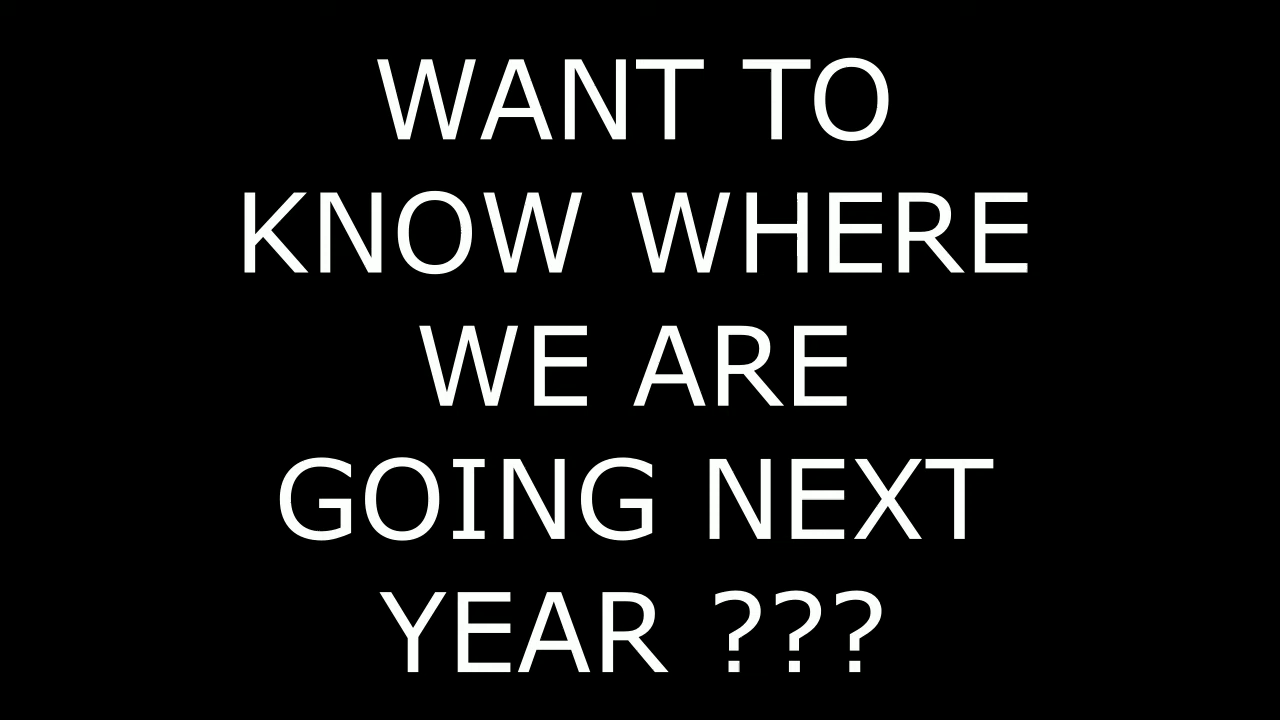 WANT TO
KNOW WHERE
WE ARE
GOING NEXT
YEAR ???